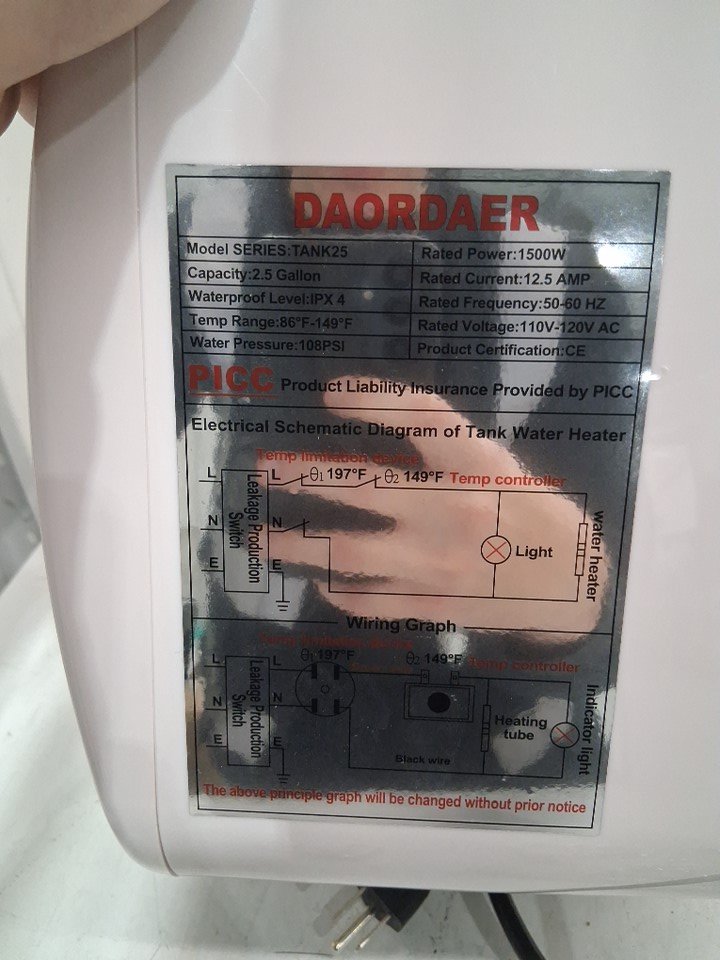 DAORDAER
Model SERIES:TANK25 Rated Power:1500W
Capacity:2.5 Gallon Rated Current:12.5 AMP
Waterproof Level:IPX 4 Rated Frequency:50-60 HZ
Temp Range:86°F-149°F Rated Voltage:110V-120V AC
Water Pressure:108PSI Product Certification:CE
PICC Product Liability Insurance Provided by PICC
Electrical Schematic Diagram of Tank Water Heater
Temp limitation device
L L θ1 197°F θ2 149°F Temp controller
Leakage Production
Switch
N N
Light
water heater
E E
Wiring Graph
Temp limitation device
L L θ1 197°F θ2 149°F Temp controller
Leakage Production
Switch
N N
Heating
tube
Indicator light
E E
Black wire
The above principle graph will be changed without prior notice